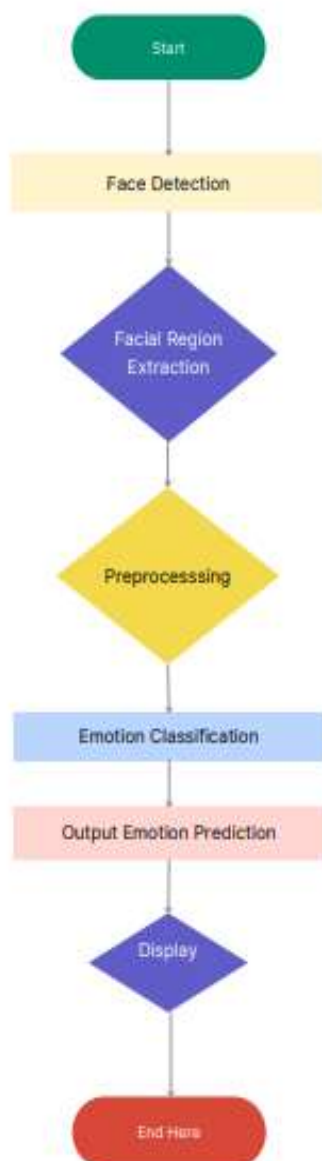 Start
Face Detection
Facial Region
Extraction
Preprocesssing
Emotion Classification
Output Emotion Prediction
Display
End Here